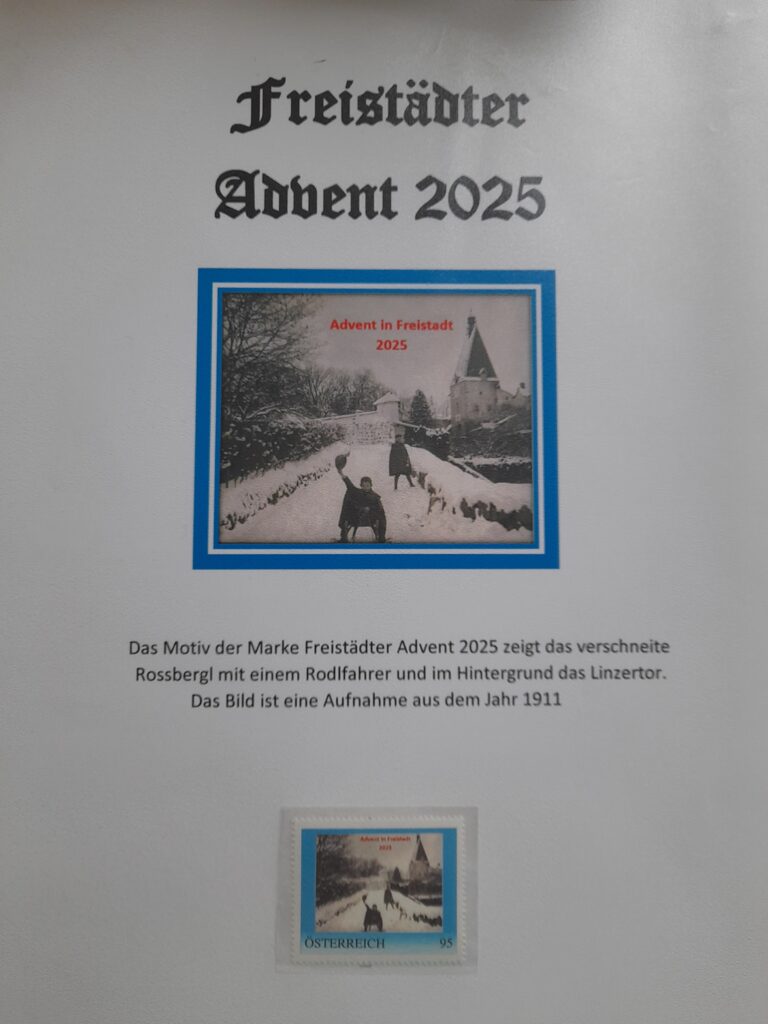 Freistädter
Advent 2025
Advent in Freistadt
2025
Das Motiv der Marke Freistädter Advent 2025 zeigt das verschneite
Rossbergl mit einem Rodlfahrer und im Hintergrund das Linzertor.
Das Bild ist eine Aufnahme aus dem Jahr 1911
Advent in Freistadt
2025
ÖSTERREICH 95